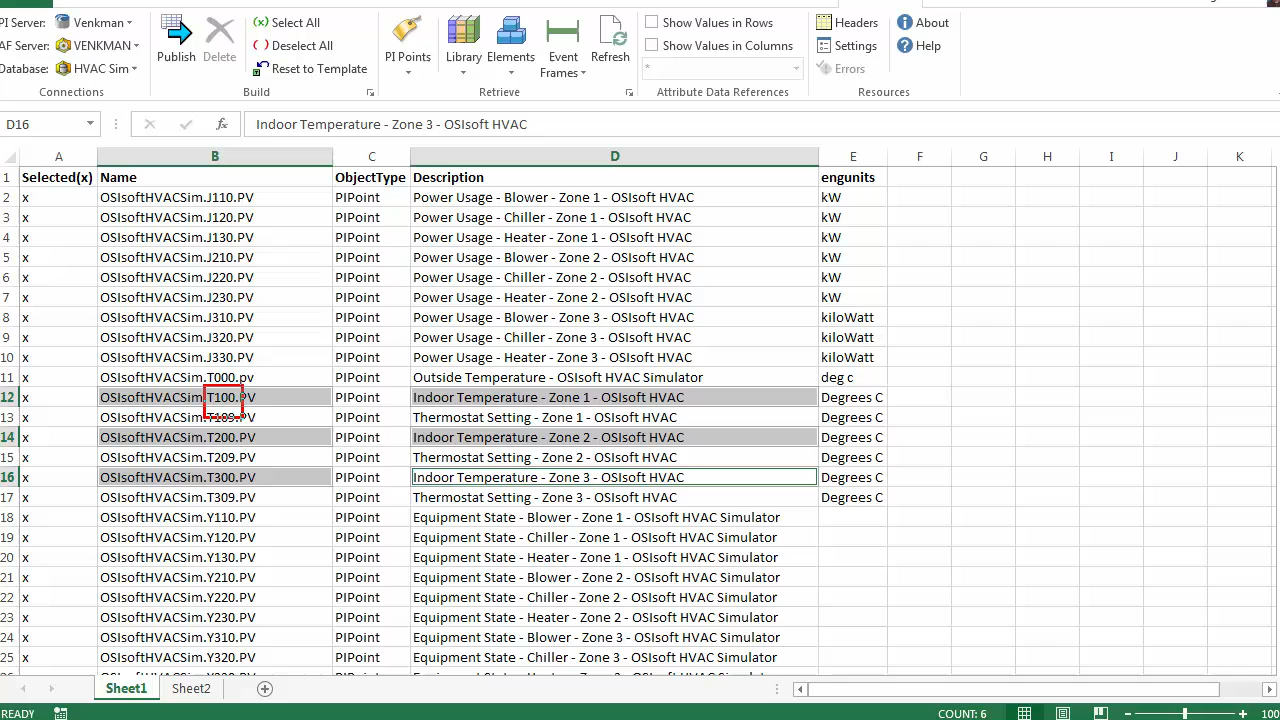 PI Server: Venkman
AF Server: VENKMAN
Database: HVAC Sim
Connections
Publish
Delete
(x) Select All
( ) Deselect All
Reset to Template
Build
PI Points
Library
Elements
Event Frames
Refresh
Retrieve
Show Values in Rows
Show Values in Columns
*
Attribute Data References
Headers
Settings
Errors
About
Help
Resources
D16 fx Indoor Temperature - Zone 3 - OSIsoft HVAC
A B C D E F G H I J K
1 Selected(x) Name ObjectType Description engunits
2 x OSIsoftHVACSim.J110.PV PIPoint Power Usage - Blower - Zone 1 - OSIsoft HVAC kW
3 x OSIsoftHVACSim.J120.PV PIPoint Power Usage - Chiller - Zone 1 - OSIsoft HVAC kW
4 x OSIsoftHVACSim.J130.PV PIPoint Power Usage - Heater - Zone 1 - OSIsoft HVAC kW
5 x OSIsoftHVACSim.J210.PV PIPoint Power Usage - Blower - Zone 2 - OSIsoft HVAC kW
6 x OSIsoftHVACSim.J220.PV PIPoint Power Usage - Chiller - Zone 2 - OSIsoft HVAC kW
7 x OSIsoftHVACSim.J230.PV PIPoint Power Usage - Heater - Zone 2 - OSIsoft HVAC kW
8 x OSIsoftHVACSim.J310.PV PIPoint Power Usage - Blower - Zone 3 - OSIsoft HVAC kiloWatt
9 x OSIsoftHVACSim.J320.PV PIPoint Power Usage - Chiller - Zone 3 - OSIsoft HVAC kiloWatt
10 x OSIsoftHVACSim.J330.PV PIPoint Power Usage - Heater - Zone 3 - OSIsoft HVAC kiloWatt
11 x OSIsoftHVACSim.T000.pv PIPoint Outside Temperature - OSIsoft HVAC Simulator deg c
12 x OSIsoftHVACSim.T100.PV PIPoint Indoor Temperature - Zone 1 - OSIsoft HVAC Degrees C
13 x OSIsoftHVACSim.T109.PV PIPoint Thermostat Setting - Zone 1 - OSIsoft HVAC Degrees C
14 x OSIsoftHVACSim.T200.PV PIPoint Indoor Temperature - Zone 2 - OSIsoft HVAC Degrees C
15 x OSIsoftHVACSim.T209.PV PIPoint Thermostat Setting - Zone 2 - OSIsoft HVAC Degrees C
16 x OSIsoftHVACSim.T300.PV PIPoint Indoor Temperature - Zone 3 - OSIsoft HVAC Degrees C
17 x OSIsoftHVACSim.T309.PV PIPoint Thermostat Setting - Zone 3 - OSIsoft HVAC Degrees C
18 x OSIsoftHVACSim.Y110.PV PIPoint Equipment State - Blower - Zone 1 - OSIsoft HVAC Simulator
19 x OSIsoftHVACSim.Y120.PV PIPoint Equipment State - Chiller - Zone 1 - OSIsoft HVAC Simulator
20 x OSIsoftHVACSim.Y130.PV PIPoint Equipment State - Heater - Zone 1 - OSIsoft HVAC Simulator
21 x OSIsoftHVACSim.Y210.PV PIPoint Equipment State - Blower - Zone 2 - OSIsoft HVAC Simulator
22 x OSIsoftHVACSim.Y220.PV PIPoint Equipment State - Chiller - Zone 2 - OSIsoft HVAC Simulator
23 x OSIsoftHVACSim.Y230.PV PIPoint Equipment State - Heater - Zone 2 - OSIsoft HVAC Simulator
24 x OSIsoftHVACSim.Y310.PV PIPoint Equipment State - Blower - Zone 3 - OSIsoft HVAC Simulator
25 x OSIsoftHVACSim.Y320.PV PIPoint Equipment State - Chiller - Zone 3 - OSIsoft HVAC Simulator
Sheet1 Sheet2
READY COUNT: 6 100